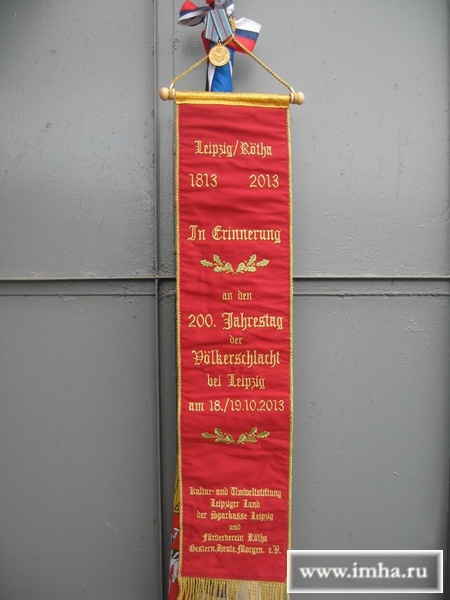 Leipzig/Rötha
1813 2013
In Erinnerung
an den
200. Jahrestag
der
Völkerschlacht
bei Leipzig
am 18./19.10.2013
Kultur- und Umweltstiftung
Leipziger Land
der Sparkasse Leipzig
und
Förderverein Rötha
Gestern.Heute.Morgen. e.V.
www.imha.ru